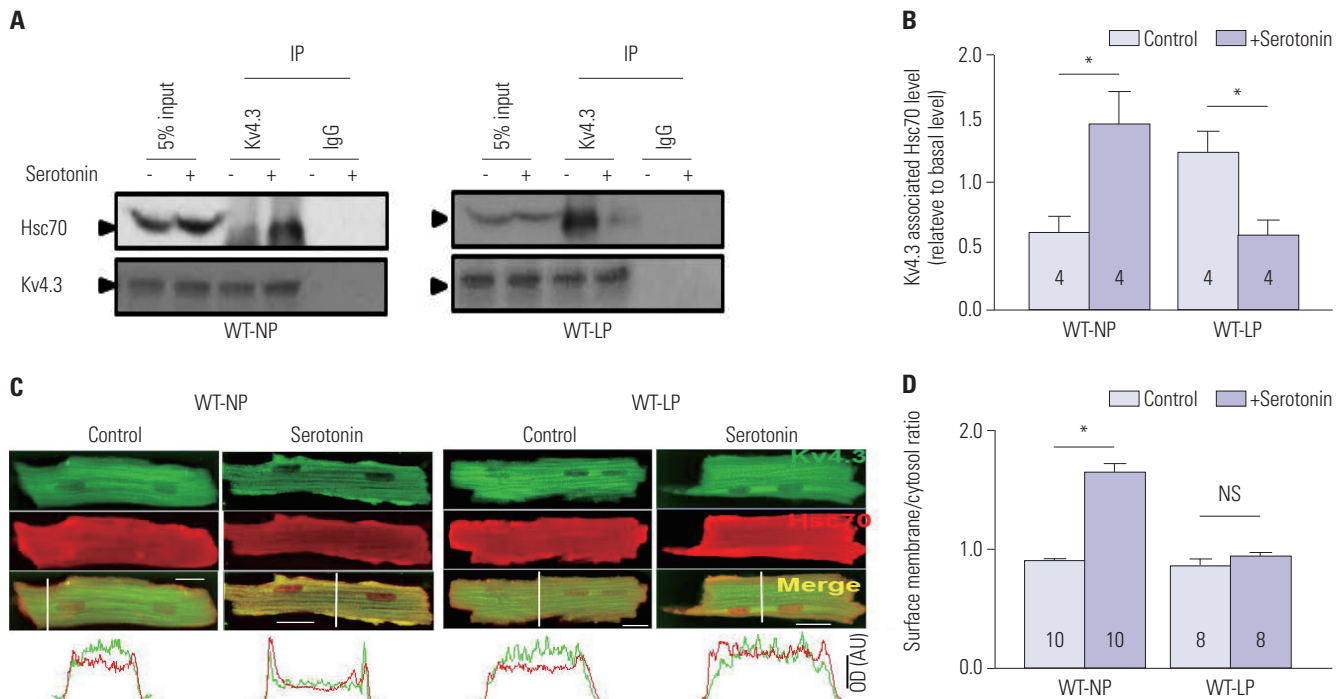 A
IP
IP
5% input
Kv4.3
IgG
5% input
Kv4.3
IgG
Serotonin
- + - + - +
- + - + - +
Hsc70
Kv4.3
WT-NP
WT-LP
B
Control
+Serotonin
Kv4.3 associated Hsc70 level
(relateve to basal level)
2.0
1.5
1.0
0.5
0.0
*
*
4
4
4
4
WT-NP
WT-LP
C
WT-NP
WT-LP
Control
Serotonin
Control
Serotonin
Kv4.3
Hsc70
Merge
OD (AU)
D
Control
+Serotonin
Surface membrane/cytosol ratio
2.0
1.0
0.0
*
NS
10
10
8
8
WT-NP
WT-LP